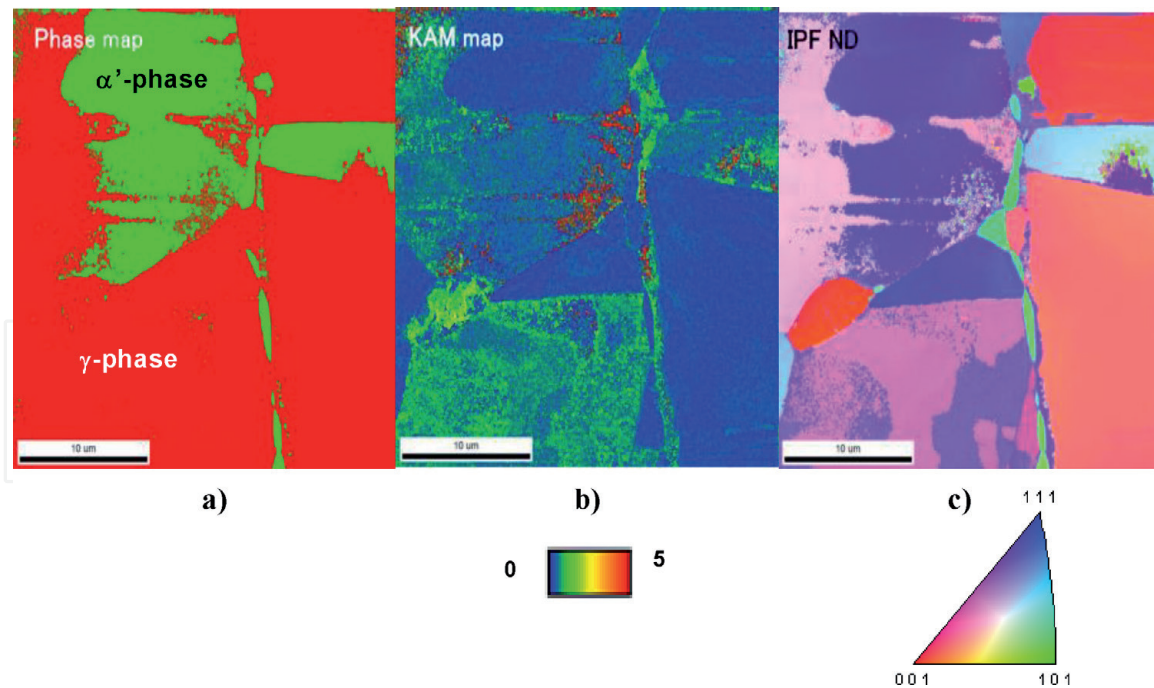 Phase map
α’-phase
γ-phase
10 um
a)
KAM map
10 um
b)
IPF ND
10 um
c)
0
5
1 1 1
0 0 1
1 0 1